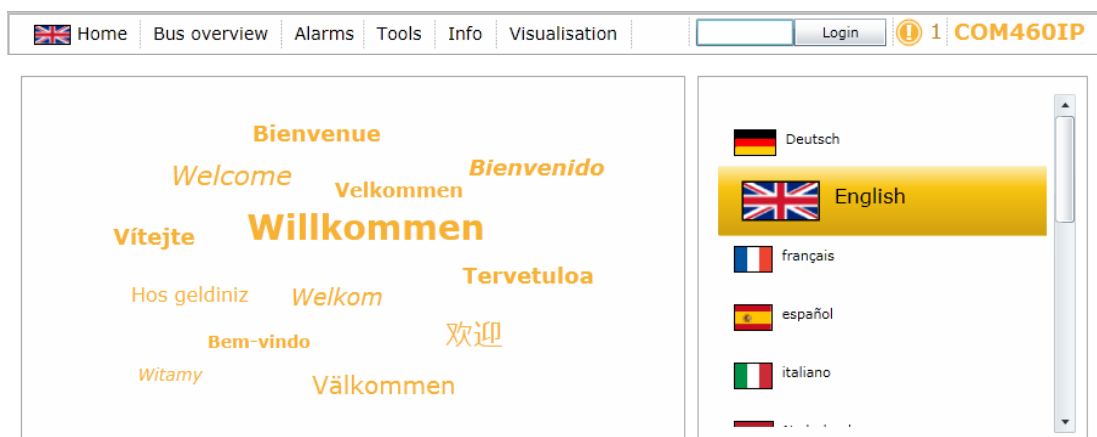 Home Bus overview Alarms Tools Info Visualisation Login 1 COM460IP
Bienvenue
Welcome
Bienvenido
Velkommen
Willkommen
Vítejte
Tervetuloa
Hos geldiniz
Welkom
欢迎
Bem-vindo
Witamy
Välkommen
Deutsch
English
français
español
italiano